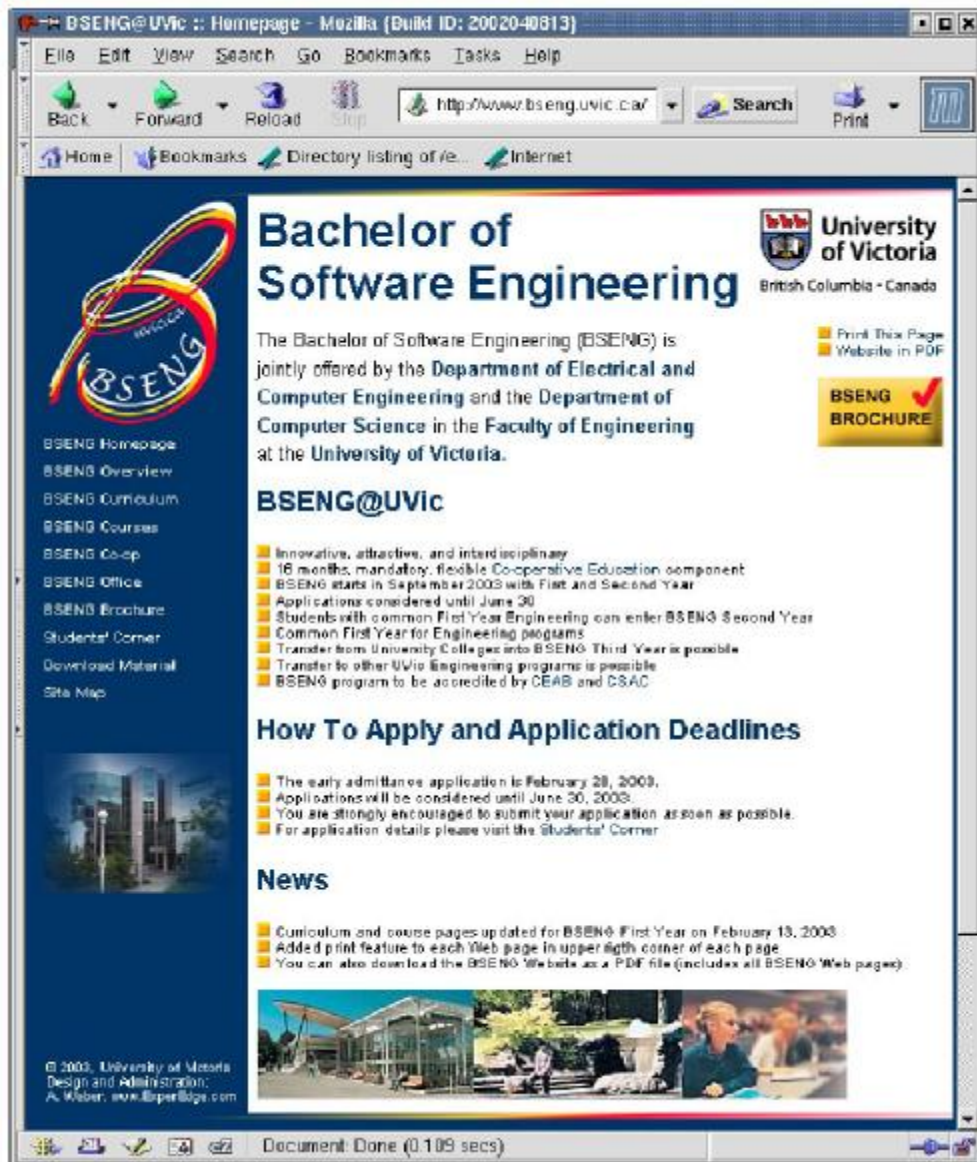 BSENG@UVic :: Homepage - Mozilla {Build ID: 2002040813}
File Edit View Search Go Bookmarks Tasks Help
Back Forward Reload Stop http://www.bseng.uvic.ca/ Search Print
Home Bookmarks Directory listing of /e... Internet
Bachelor of
Software Engineering
University
of Victoria
British Columbia - Canada
The Bachelor of Software Engineering (BSENG) is
jointly offered by the Department of Electrical and
Computer Engineering and the Department of
Computer Science in the Faculty of Engineering
at the University of Victoria.
Print This Page
Website in PDF
BSENG
BROCHURE
BSENG
BSENG Homepage
BSENG Overview
BSENG Curriculum
BSENG Courses
BSENG Co-op
BSENG Office
BSENG Brochure
Students' Corner
Download Material
Site Map
BSENG@UVic
Innovative, attractive, and interdisciplinary
16 months, mandatory, flexible Co-operative Education component
BSENG starts in September 2003 with First and Second Year
Applications considered until June 30
Students with common First Year Engineering can enter BSENG Second Year
Common First Year for Engineering programs
Transfer from University Colleges into BSENG Third Year is possible
Transfer to other UVic Engineering programs is possible
BSENG program to be accredited by CEAB and CSAC
How To Apply and Application Deadlines
The early admittance application is February 28, 2003.
Applications will be considered until June 30, 2003.
You are strongly encouraged to submit your application as soon as possible.
For application details please visit the Students' Corner
News
Curriculum and course pages updated for BSENG First Year on February 13, 2003
Added print feature to each Web page in upper rigth corner of each page
You can also download the BSENG Website as a PDF file (includes all BSENG Web pages)
© 2003, University of Victoria
Design and Administration:
A. Weber: www.ExpertEdge.com
Document: Done (0.109 secs)